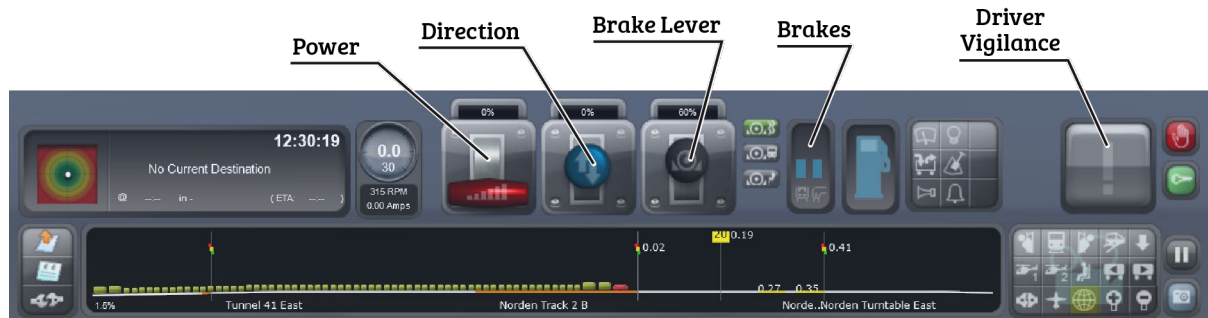 Power
Direction
Brake Lever
Brakes
Driver
Vigilance
12:30:19
No Current Destination
@ --:-- in - (ETA: --:-- )
0.0
30
315 RPM
0.00 Amps
0%
0%
60%
20 0.19
0.02
0.41
0.27 0.35
1.6%
Tunnel 41 East
Norden Track 2 B
Norde..Norden Turntable East
1
2